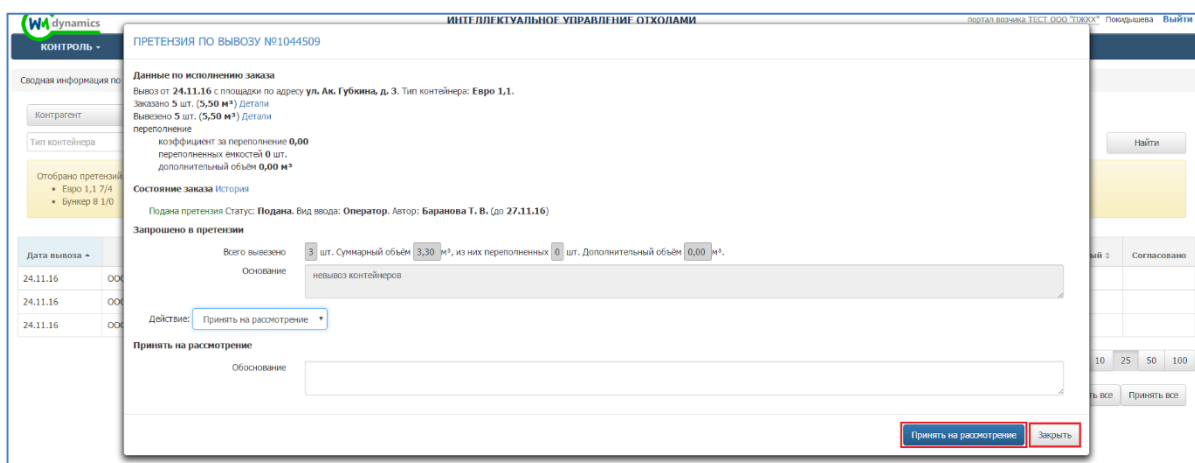 WM dynamics
ИНТЕЛЛЕКТУАЛЬНОЕ УПРАВЛЕНИЕ ОТХОДАМИ
портал возчика ТЕСТ ООО "ПЖКХ" Покидышева Выйти
КОНТРОЛЬ
ПРЕТЕНЗИЯ ПО ВЫВОЗУ №1044509
Сводная информация по
Данные по исполнению заказа
Вывоз от 24.11.16 с площадки по адресу ул. Ак. Губкина, д. 3. Тип контейнера: Евро 1,1.
Заказано 5 шт. (5,50 м³) Детали
Вывезено 5 шт. (5,50 м³) Детали
переполнение
коэффициент за переполнение 0,00
переполненных ёмкостей 0 шт.
дополнительный объём 0,00 м³
Контрагент
Тип контейнера
Найти
Отобрано претензий
• Евро 1,1 7/4
• Бункер 8 1/0
Состояние заказа История
Подана претензия Статус: Подана. Вид ввода: Оператор. Автор: Баранова Т. В. (до 27.11.16)
Запрошено в претензии
Всего вывезено 3 шт. Суммарный объём 3,30 м³, из них переполненных 0 шт. Дополнительный объём 0,00 м³.
Основание невывоз контейнеров
Дата вывоза
ый Согласовано
24.11.16 ООО
24.11.16 ООО
24.11.16 ООО
Действие: Принять на рассмотрение
Принять на рассмотрение
Обоснование
10 25 50 100
ть все Принять все
Принять на рассмотрение Закрыть